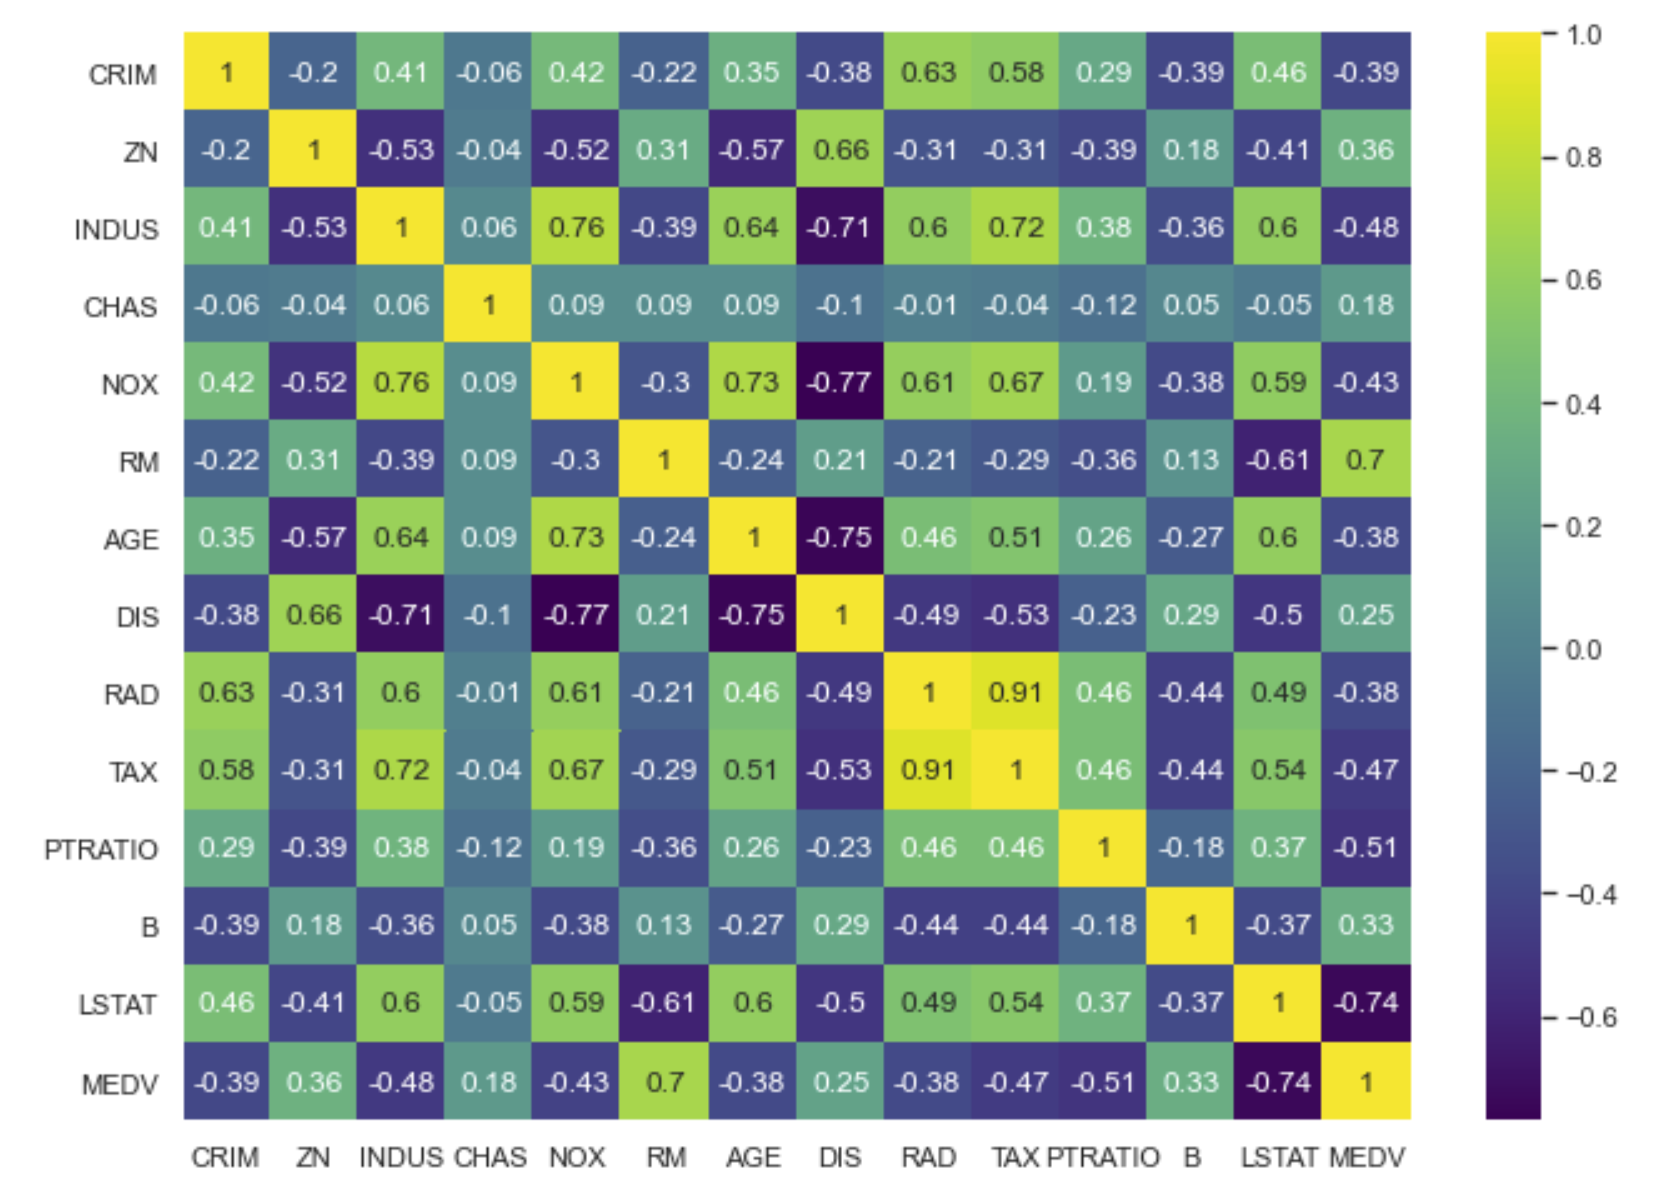 CRIM 1 -0.2 0.41 -0.06 0.42 -0.22 0.35 -0.38 0.63 0.58 0.29 -0.39 0.46 -0.39
ZN -0.2 1 -0.53 -0.04 -0.52 0.31 -0.57 0.66 -0.31 -0.31 -0.39 0.18 -0.41 0.36
INDUS 0.41 -0.53 1 0.06 0.76 -0.39 0.64 -0.71 0.6 0.72 0.38 -0.36 0.6 -0.48
CHAS -0.06 -0.04 0.06 1 0.09 0.09 0.09 -0.1 -0.01 -0.04 -0.12 0.05 -0.05 0.18
NOX 0.42 -0.52 0.76 0.09 1 -0.3 0.73 -0.77 0.61 0.67 0.19 -0.38 0.59 -0.43
RM -0.22 0.31 -0.39 0.09 -0.3 1 -0.24 0.21 -0.21 -0.29 -0.36 0.13 -0.61 0.7
AGE 0.35 -0.57 0.64 0.09 0.73 -0.24 1 -0.75 0.46 0.51 0.26 -0.27 0.6 -0.38
DIS -0.38 0.66 -0.71 -0.1 -0.77 0.21 -0.75 1 -0.49 -0.53 -0.23 0.29 -0.5 0.25
RAD 0.63 -0.31 0.6 -0.01 0.61 -0.21 0.46 -0.49 1 0.91 0.46 -0.44 0.49 -0.38
TAX 0.58 -0.31 0.72 -0.04 0.67 -0.29 0.51 -0.53 0.91 1 0.46 -0.44 0.54 -0.47
PTRATIO 0.29 -0.39 0.38 -0.12 0.19 -0.36 0.26 -0.23 0.46 0.46 1 -0.18 0.37 -0.51
B -0.39 0.18 -0.36 0.05 -0.38 0.13 -0.27 0.29 -0.44 -0.44 -0.18 1 -0.37 0.33
LSTAT 0.46 -0.41 0.6 -0.05 0.59 -0.61 0.6 -0.5 0.49 0.54 0.37 -0.37 1 -0.74
MEDV -0.39 0.36 -0.48 0.18 -0.43 0.7 -0.38 0.25 -0.38 -0.47 -0.51 0.33 -0.74 1
CRIM ZN INDUS CHAS NOX RM AGE DIS RAD TAX PTRATIO B LSTAT MEDV
1.0
0.8
0.6
0.4
0.2
0.0
−0.2
−0.4
−0.6